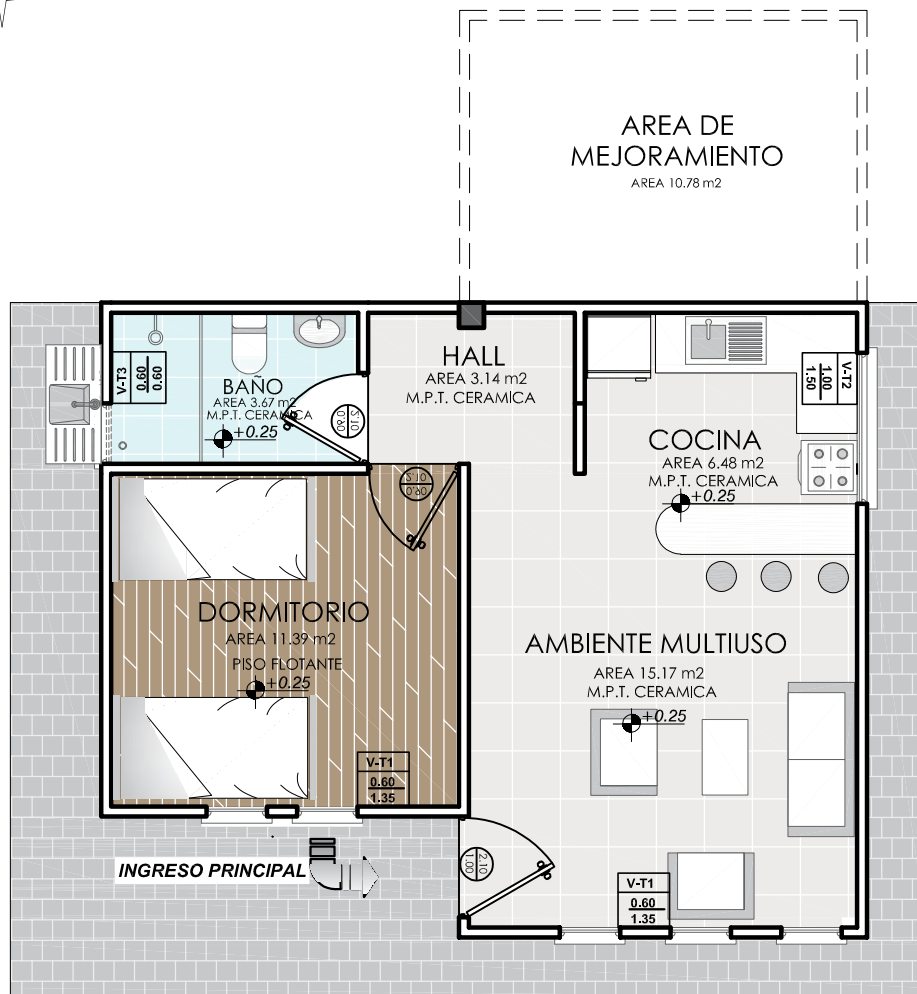 AREA DE
MEJORAMIENTO
AREA 10.78 m2
HALL
AREA 3.14 m2
M.P.T. CERAMICA
V-T3
0.60
0.60
BAÑO
AREA 3.67 m2
M.P.T. CERAMICA
+0.25
2.10
0.80
V-T2
1.00
1.50
COCINA
AREA 6.48 m2
M.P.T. CERAMICA
+0.25
2.10
0.90
DORMITORIO
AREA 11.39 m2
PISO FLOTANTE
+0.25
AMBIENTE MULTIUSO
AREA 15.17 m2
M.P.T. CERAMICA
+0.25
V-T1
0.60
1.35
INGRESO PRINCIPAL
2.10
1.00
V-T1
0.60
1.35